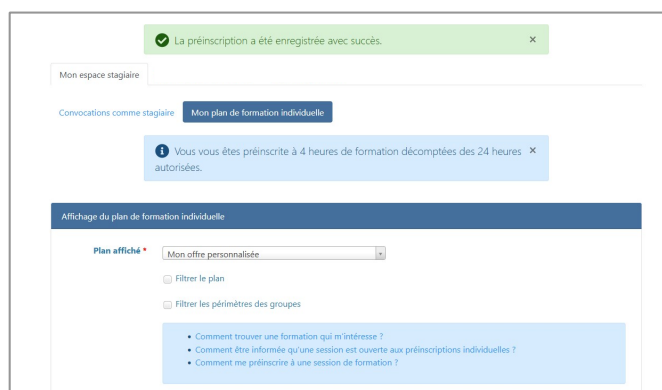 La préinscription a été enregistrée avec succès. ×
Mon espace stagiaire
Convocations comme stagiaire Mon plan de formation individuelle
Vous vous êtes préinscrite à 4 heures de formation décomptées des 24 heures ×
autorisées.
Affichage du plan de formation individuelle
Plan affiché * Mon offre personnalisée
Filtrer le plan
Filtrer les périmètres des groupes
• Comment trouver une formation qui m'intéresse ?
• Comment être informée qu'une session est ouverte aux préinscriptions individuelles ?
• Comment me préinscrire à une session de formation ?